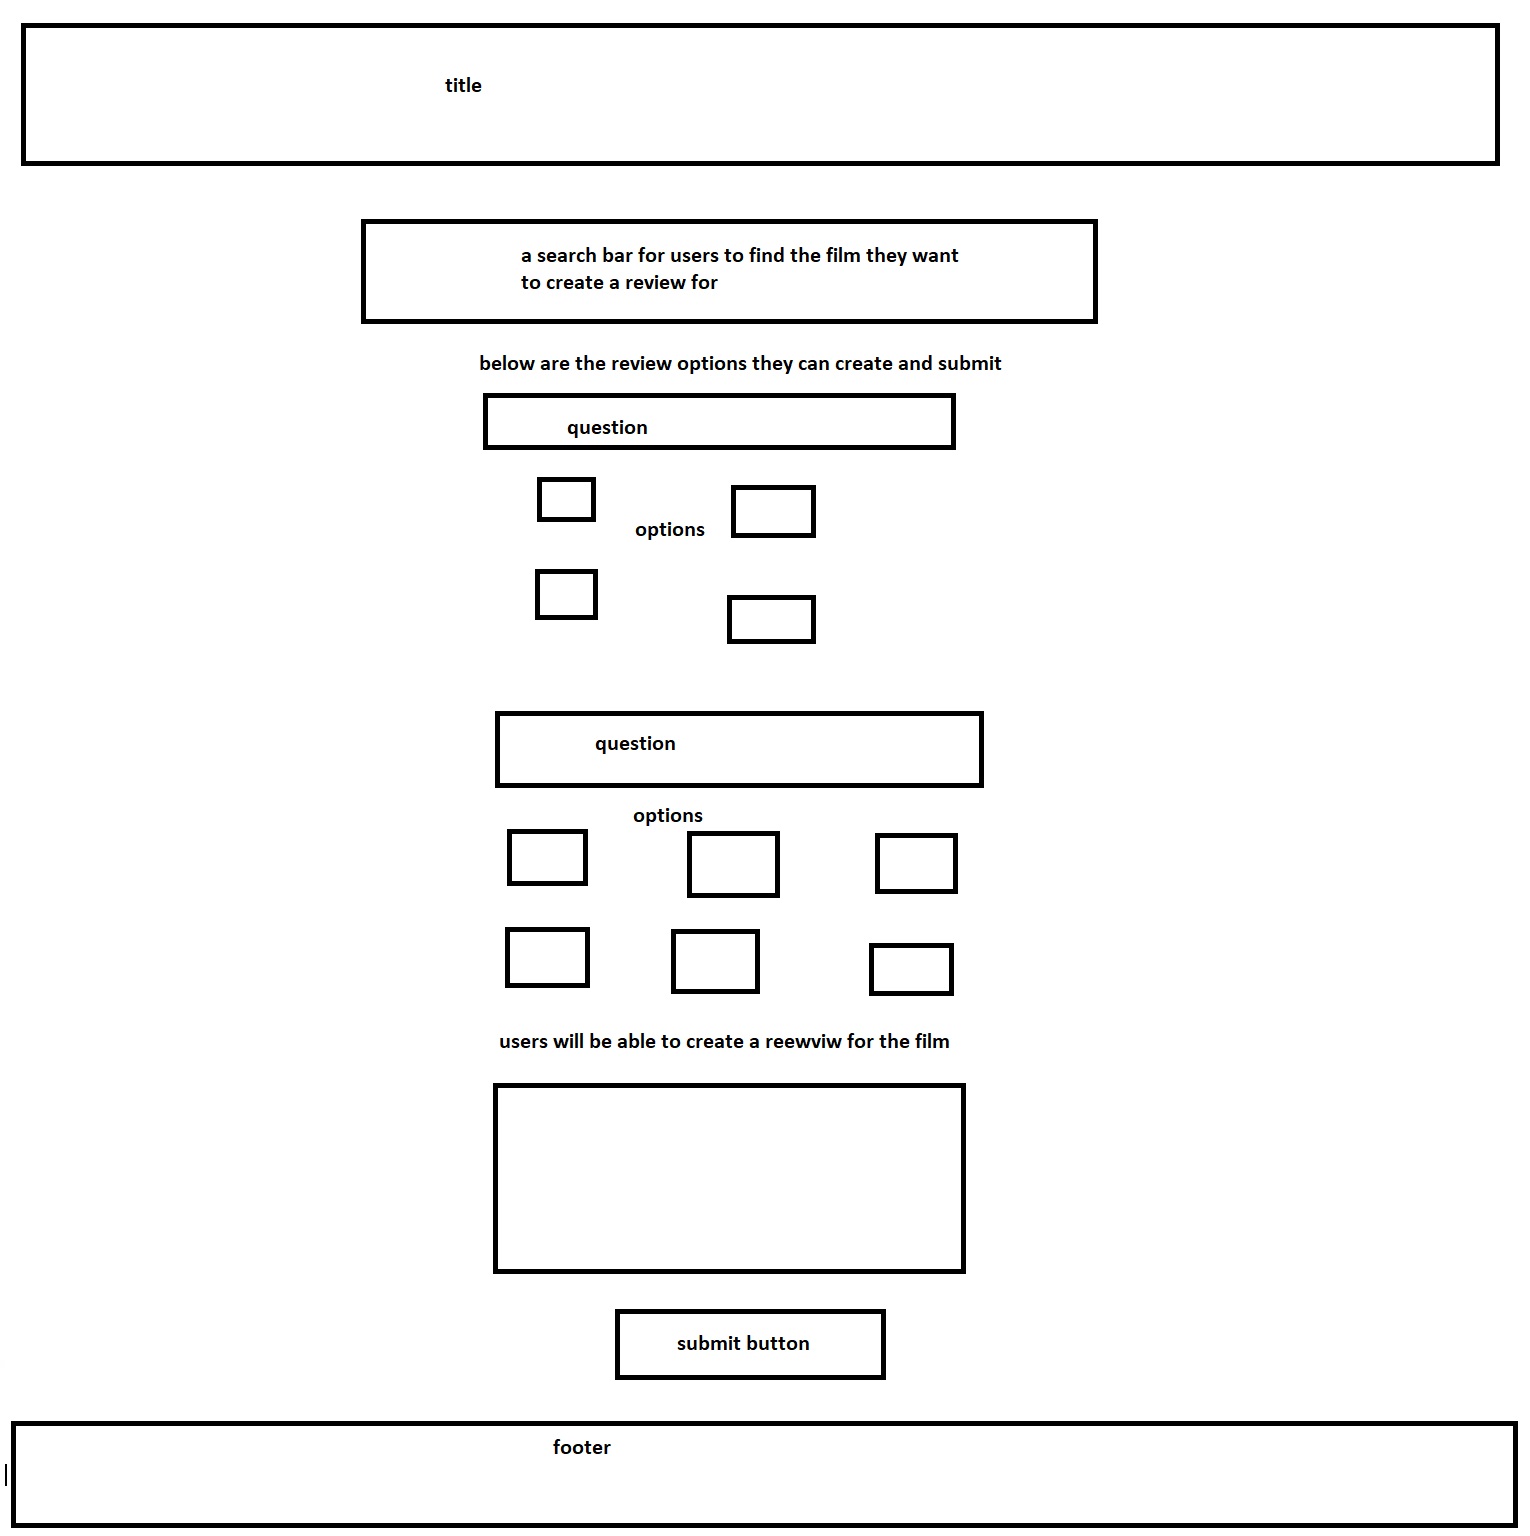 title
a search bar for users to find the film they want
to create a review for
below are the review options they can create and submit
question
options
question
options
users will be able to create a reewviw for the film
submit button
footer